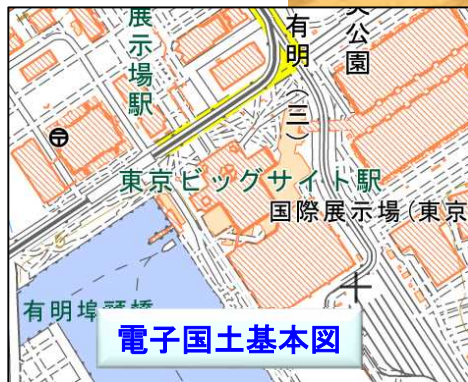 展示場駅
有明(三)
公園
東京ビッグサイト駅
国際展示場(東京
有明埠頭橋
電子国土基本図